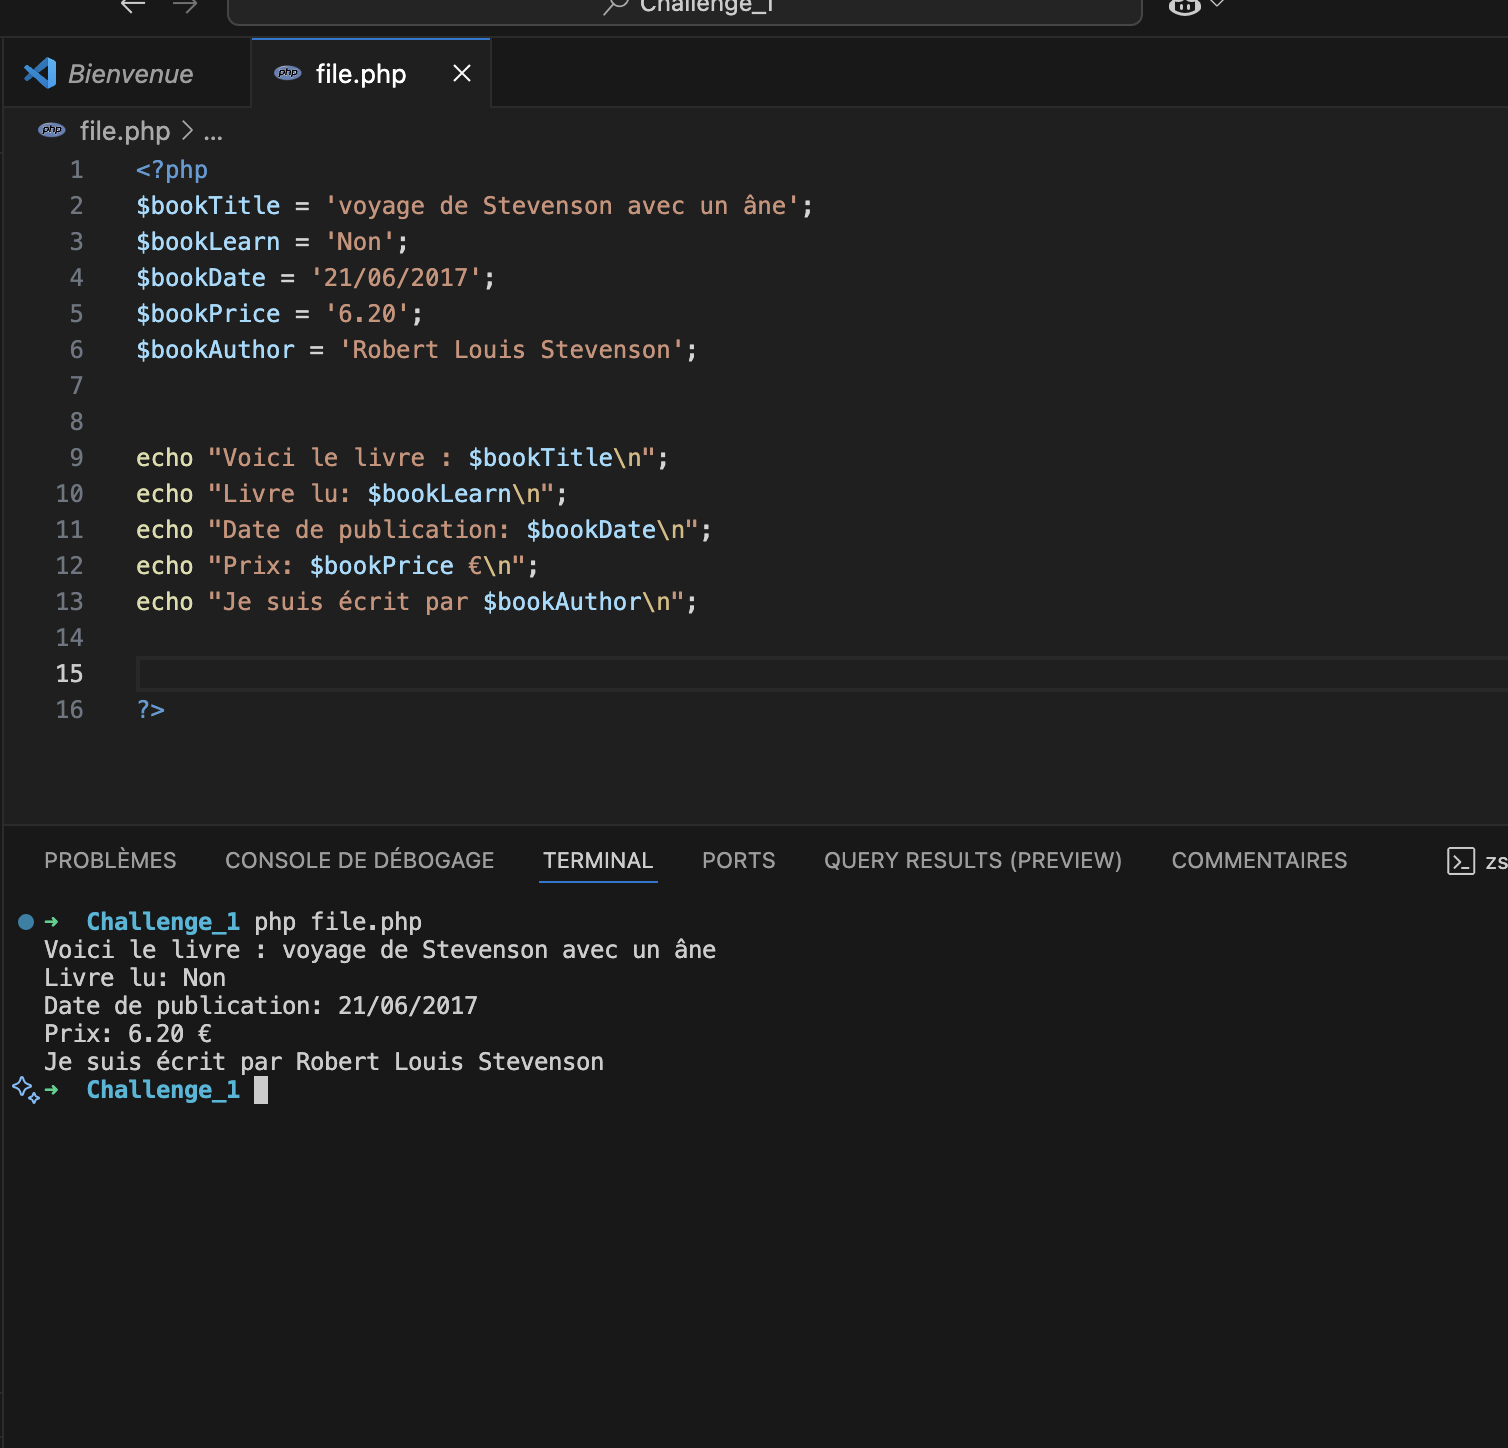 Challenge_1
Bienvenue
php file.php
php file.php > ...
1 <?php
2 $bookTitle = 'voyage de Stevenson avec un âne';
3 $bookLearn = 'Non';
4 $bookDate = '21/06/2017';
5 $bookPrice = '6.20';
6 $bookAuthor = 'Robert Louis Stevenson';
7
8
9 echo "Voici le livre : $bookTitle\n";
10 echo "Livre lu: $bookLearn\n";
11 echo "Date de publication: $bookDate\n";
12 echo "Prix: $bookPrice €\n";
13 echo "Je suis écrit par $bookAuthor\n";
14
15
16 ?>
PROBLÈMES CONSOLE DE DÉBOGAGE TERMINAL PORTS QUERY RESULTS (PREVIEW) COMMENTAIRES zs
➜ Challenge_1 php file.php
Voici le livre : voyage de Stevenson avec un âne
Livre lu: Non
Date de publication: 21/06/2017
Prix: 6.20 €
Je suis écrit par Robert Louis Stevenson
➜ Challenge_1